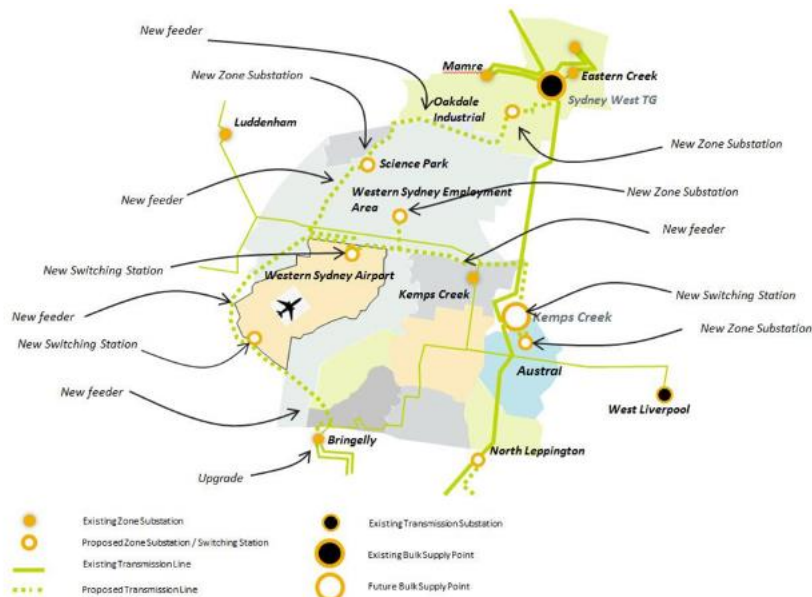 New feeder
Mamre
Eastern Creek
New Zone Substation
Sydney West TG
Oakdale
Industrial
Luddenham
New Zone Substation
Science Park
New Zone Substation
Western Sydney Employment
Area
New feeder
New feeder
New Switching Station
Western Sydney Airport
Kemps Creek
New Switching Station
Kemps Creek
New feeder
New Zone Substation
New Switching Station
Austral
New feeder
West Liverpool
Bringelly
North Leppington
Upgrade
Existing Zone Substation
Existing Transmission Substation
Proposed Zone Substation / Switching Station
Existing Bulk Supply Point
Existing Transmission Line
Proposed Transmission Line
Future Bulk Supply Point